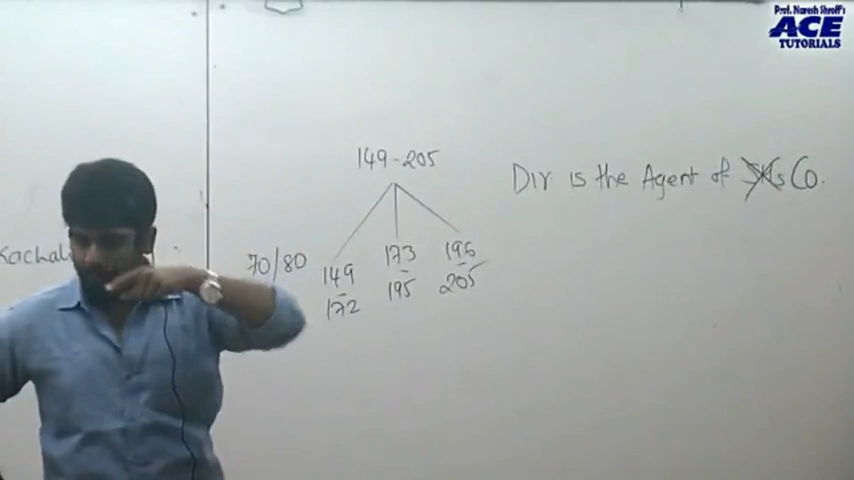 Prof. Naresh Shroff's
ACE
TUTORIALS
149-205
Dir is the Agent of Co.
Kachali
70/80
149
-
172
173
-
195
196
-
205